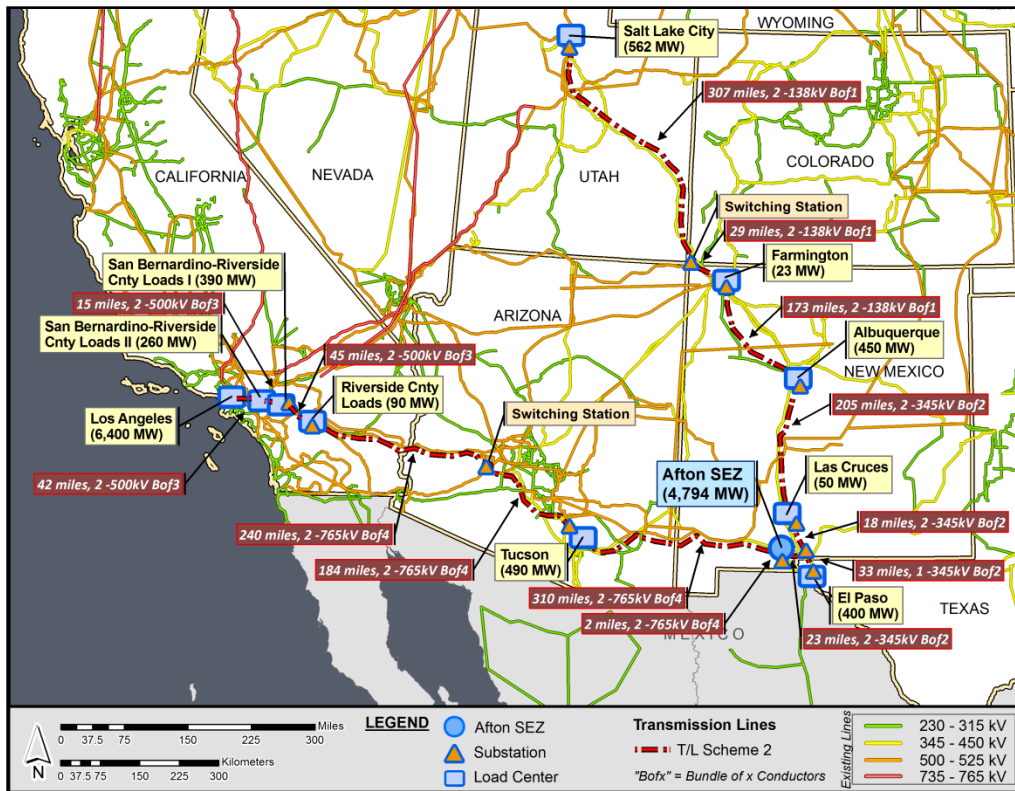 WYOMING
Salt Lake City
(562 MW)
307 miles, 2 -138kV Bof1
CALIFORNIA
NEVADA
UTAH
COLORADO
Switching Station
29 miles, 2 -138kV Bof1
San Bernardino-Riverside
Cnty Loads I (390 MW)
Farmington
(23 MW)
15 miles, 2 -500kV Bof3
173 miles, 2 -138kV Bof1
ARIZONA
San Bernardino-Riverside
Cnty Loads II (260 MW)
45 miles, 2 -500kV Bof3
Albuquerque
(450 MW)
NEW MEXICO
Riverside Cnty
Loads (90 MW)
205 miles, 2 -345kV Bof2
Los Angeles
(6,400 MW)
Switching Station
Afton SEZ
(4,794 MW)
Las Cruces
(50 MW)
42 miles, 2 -500kV Bof3
18 miles, 2 -345kV Bof2
240 miles, 2 -765kV Bof4
Tucson
(490 MW)
184 miles, 2 -765kV Bof4
33 miles, 1 -345kV Bof2
310 miles, 2 -765kV Bof4
El Paso
(400 MW)
TEXAS
2 miles, 2 -765kV Bof4
MEXICO
23 miles, 2 -345kV Bof2
Miles
0 37.5 75 150 225 300
Kilometers
0 37.5 75 150 225 300
N
LEGEND
Afton SEZ
Substation
Load Center
Transmission Lines
T/L Scheme 2
"Bofx" = Bundle of x Conductors
Existing Lines
230 - 315 kV
345 - 450 kV
500 - 525 kV
735 - 765 kV